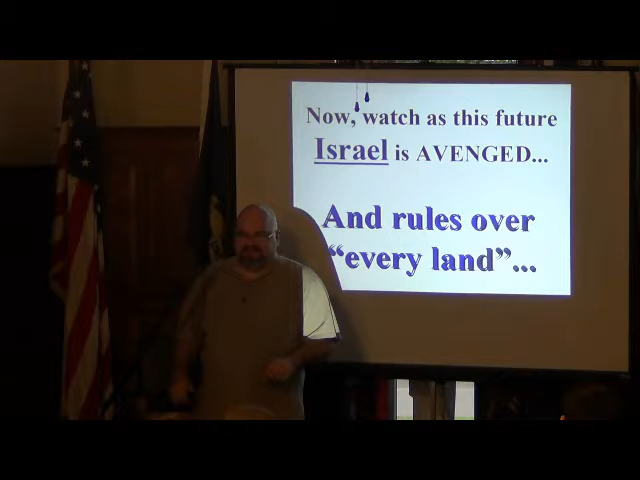 Now, watch as this future
Israel is AVENGED...
And rules over
“every land”...